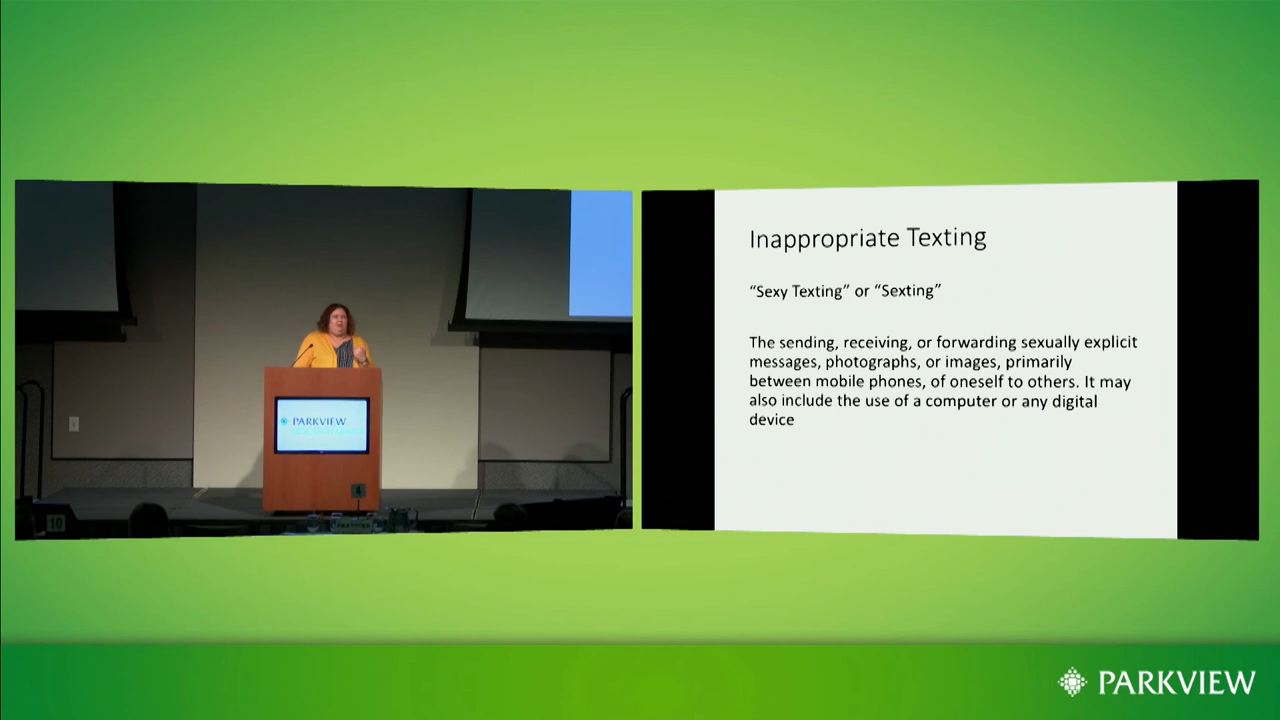 PARKVIEW
4
10
Inappropriate Texting
“Sexy Texting” or “Sexting”
The sending, receiving, or forwarding sexually explicit
messages, photographs, or images, primarily
between mobile phones, of oneself to others. It may
also include the use of a computer or any digital
device
PARKVIEW